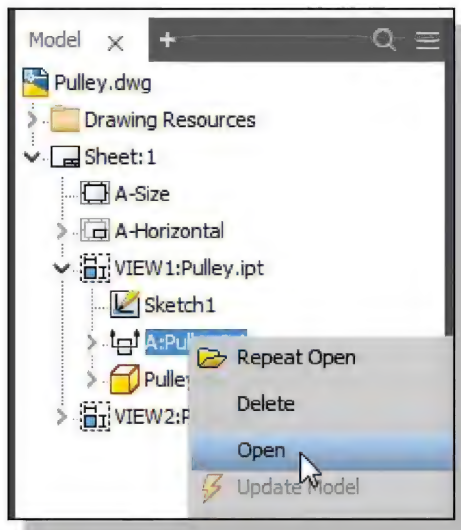 Model × +
Pulley.dwg
Drawing Resources
Sheet:1
A-Size
A-Horizontal
VIEW1:Pulley.ipt
Sketch1
Repeat Open
Delete
Open
Update Model